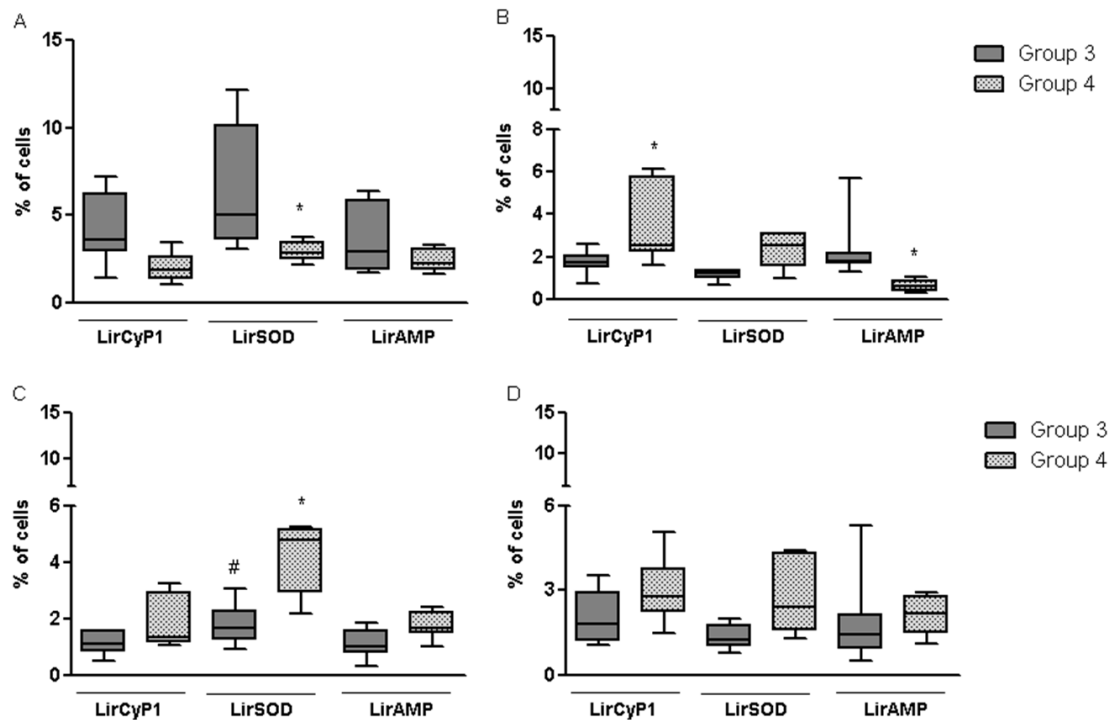 A
15
10
5
0
% of cells
*
LirCyP1 LirSOD LirAMP
B
15
10
8
6
4
2
0
% of cells
*
*
LirCyP1 LirSOD LirAMP
Group 3
Group 4
C
15
10
6
4
2
0
% of cells
#
*
LirCyP1 LirSOD LirAMP
D
15
10
6
3
0
% of cells
LirCyP1 LirSOD LirAMP
Group 3
Group 4